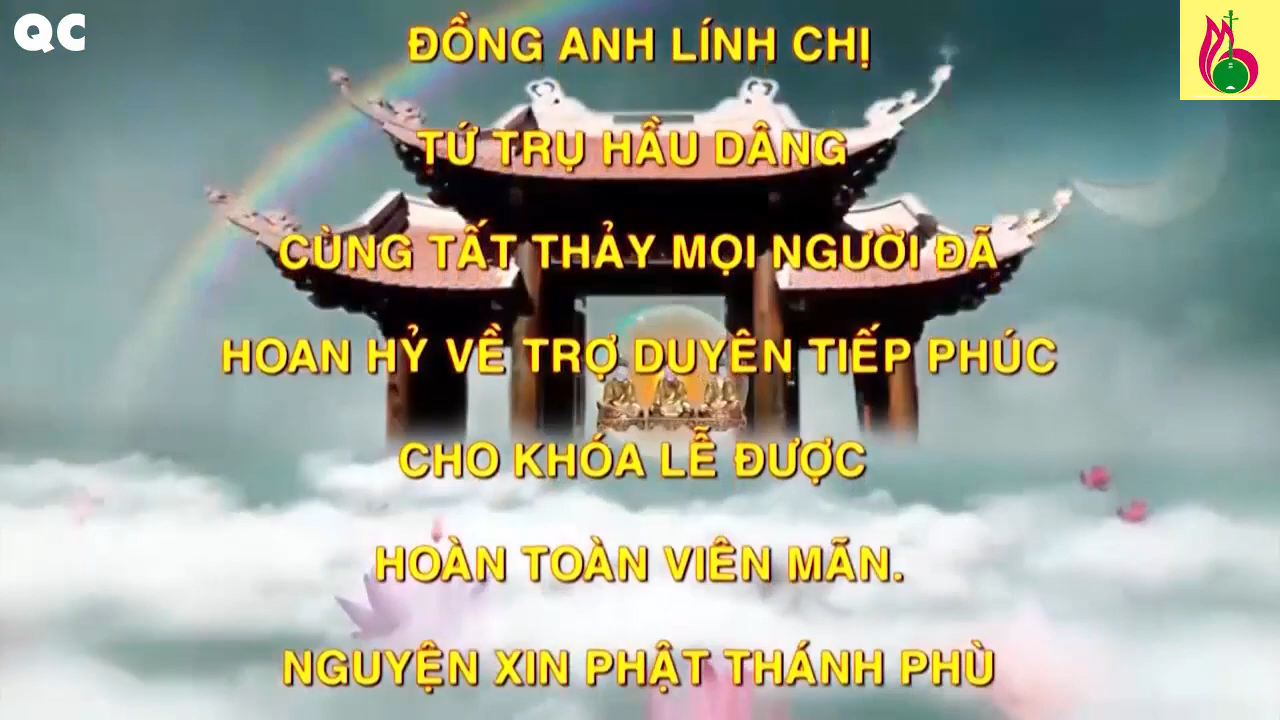 QC
ĐỒNG ANH LÍNH CHỊ
TỨ TRỤ HẦU DÂNG
CÙNG TẤT THẢY MỌI NGƯỜI ĐÃ
HOAN HỶ VỀ TRỢ DUYÊN TIẾP PHÚC
CHO KHÓA LỄ ĐƯỢC
HOÀN TOÀN VIÊN MÃN.
NGUYỆN XIN PHẬT THÁNH PHÙ